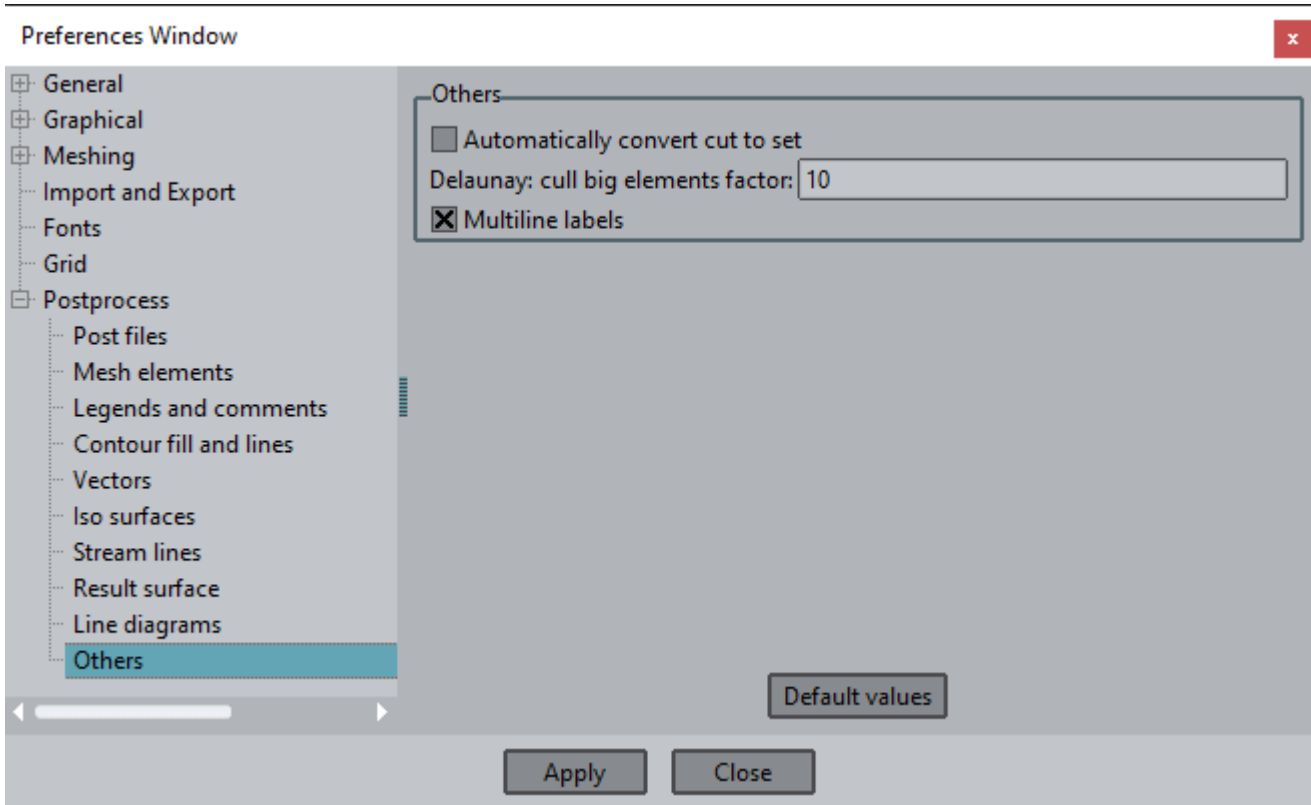 Preferences Window
x
General
Graphical
Meshing
Import and Export
Fonts
Grid
Postprocess
Post files
Mesh elements
Legends and comments
Contour fill and lines
Vectors
Iso surfaces
Stream lines
Result surface
Line diagrams
Others
Others
Automatically convert cut to set
Delaunay: cull big elements factor: 10
Multiline labels
Default values
Apply Close